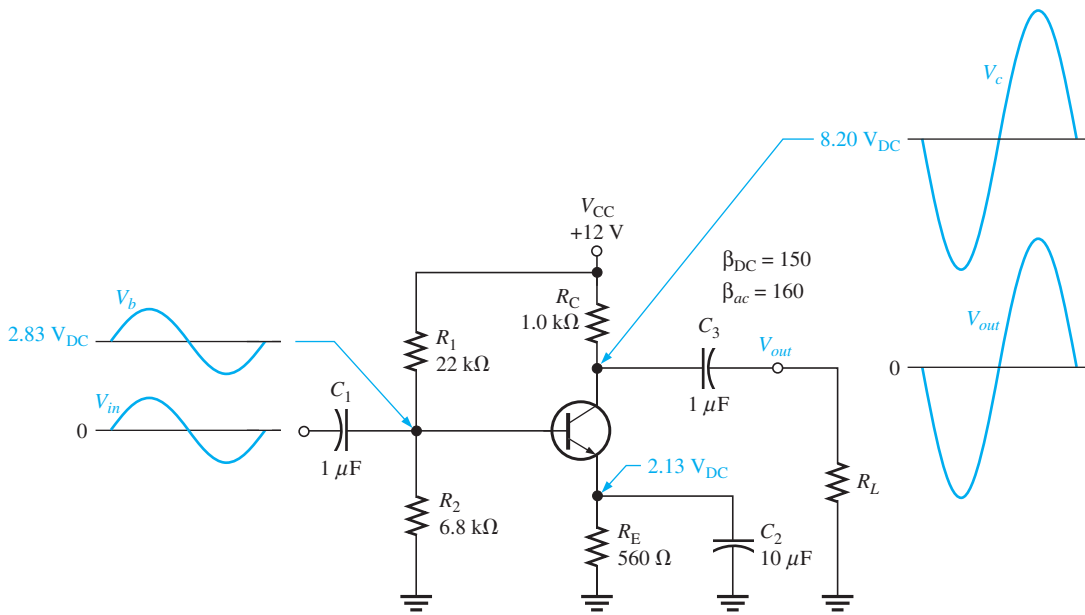 V_c
8.20 V_DC
V_CC
+12 V
β_DC = 150
β_ac = 160
V_b
2.83 V_DC
R_C
1.0 kΩ
R_1
22 kΩ
C_3
1 μF
V_out
V_out
0
V_in
0
C_1
1 μF
2.13 V_DC
R_L
R_2
6.8 kΩ
R_E
560 Ω
C_2
10 μF